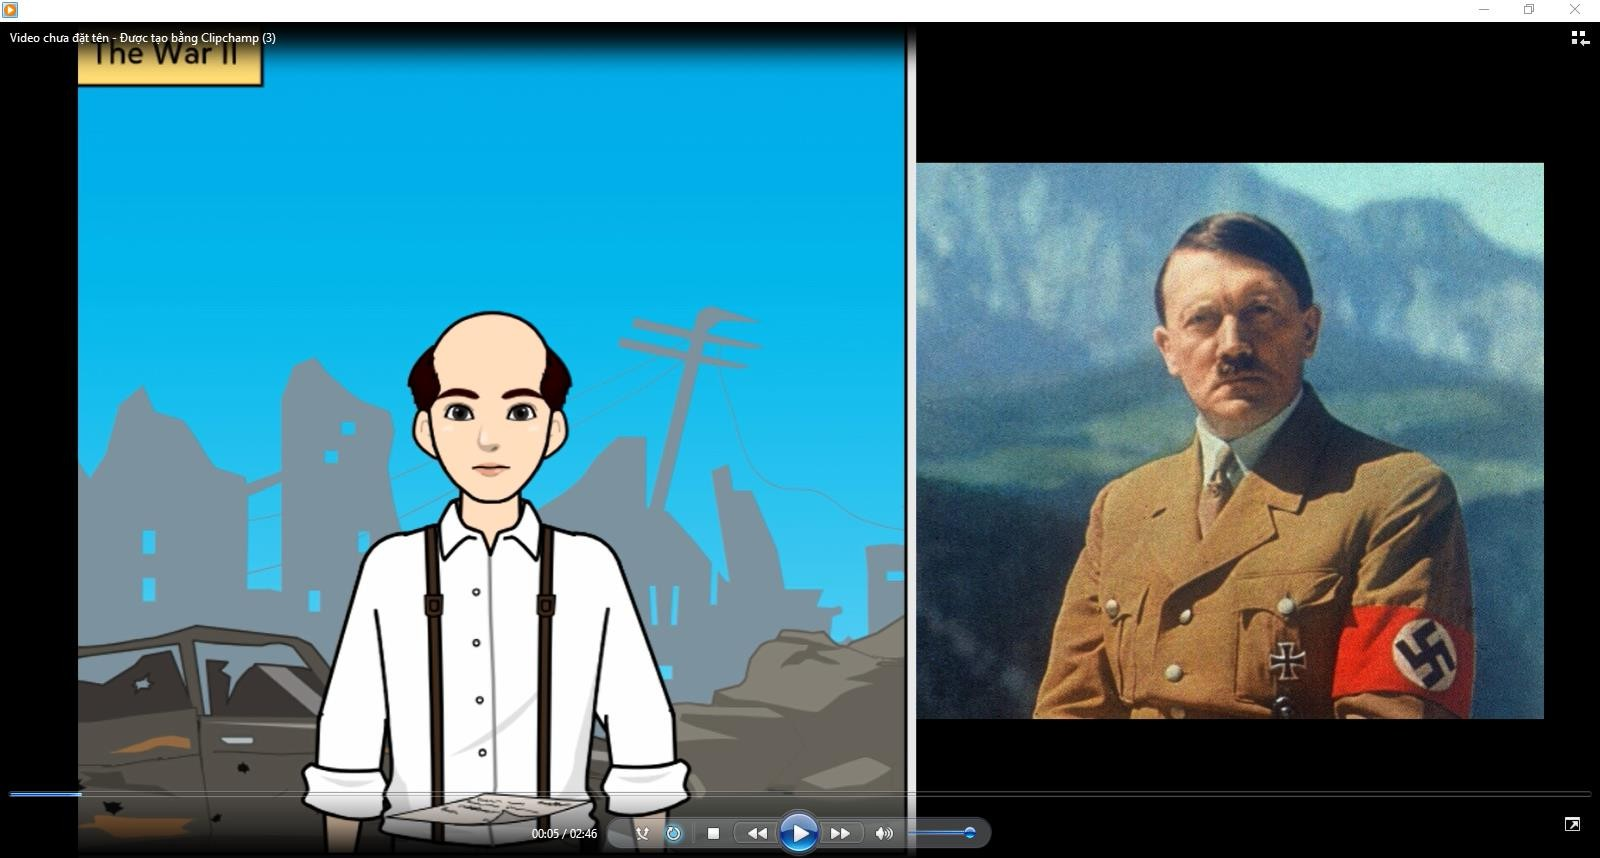 Video chưa đặt tên - Được tạo bằng Clipchamp (3)
The War II
00:05 / 02:46